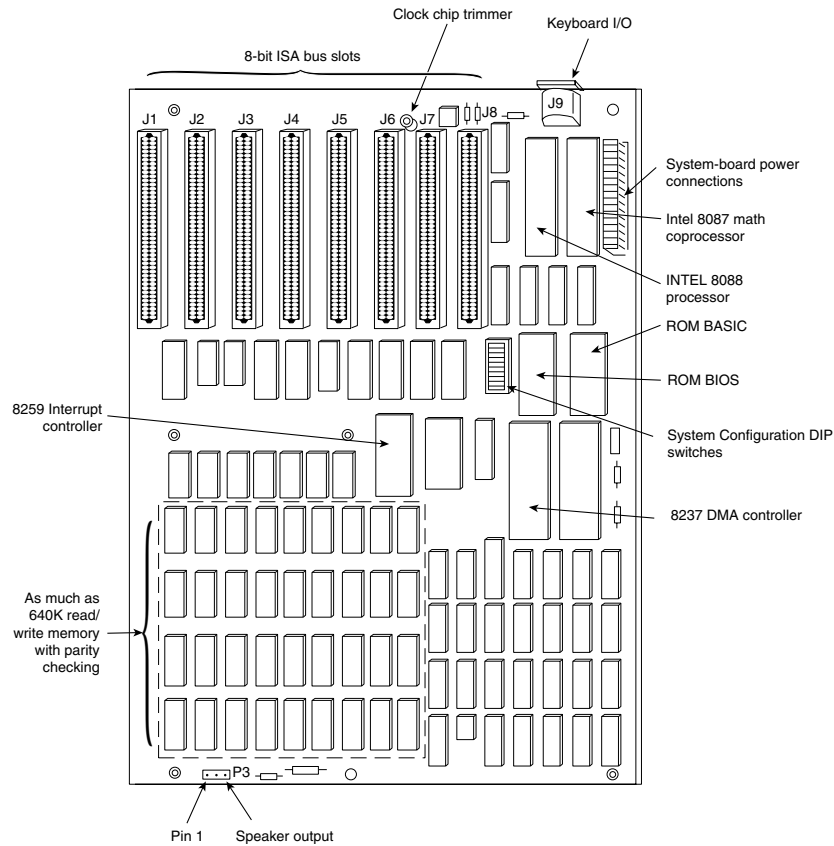 Clock chip trimmer
Keyboard I/O
8-bit ISA bus slots
J1
J2
J3
J4
J5
J6
J7
J8
J9
System-board power
connections
Intel 8087 math
coprocessor
INTEL 8088
processor
ROM BASIC
ROM BIOS
8259 Interrupt
controller
System Configuration DIP
switches
8237 DMA controller
As much as
640K read/
write memory
with parity
checking
P3
Pin 1
Speaker output